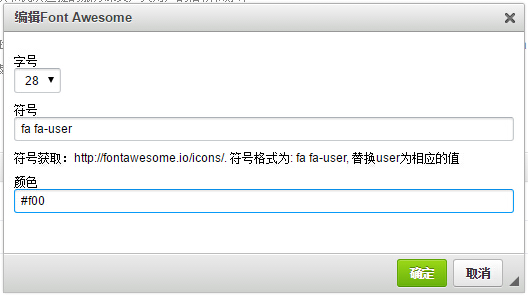 编辑Font Awesome
字号
28
符号
fa fa-user
符号获取：http://fontawesome.io/icons/. 符号格式为: fa fa-user, 替换user为相应的值
颜色
#f00
确定
取消